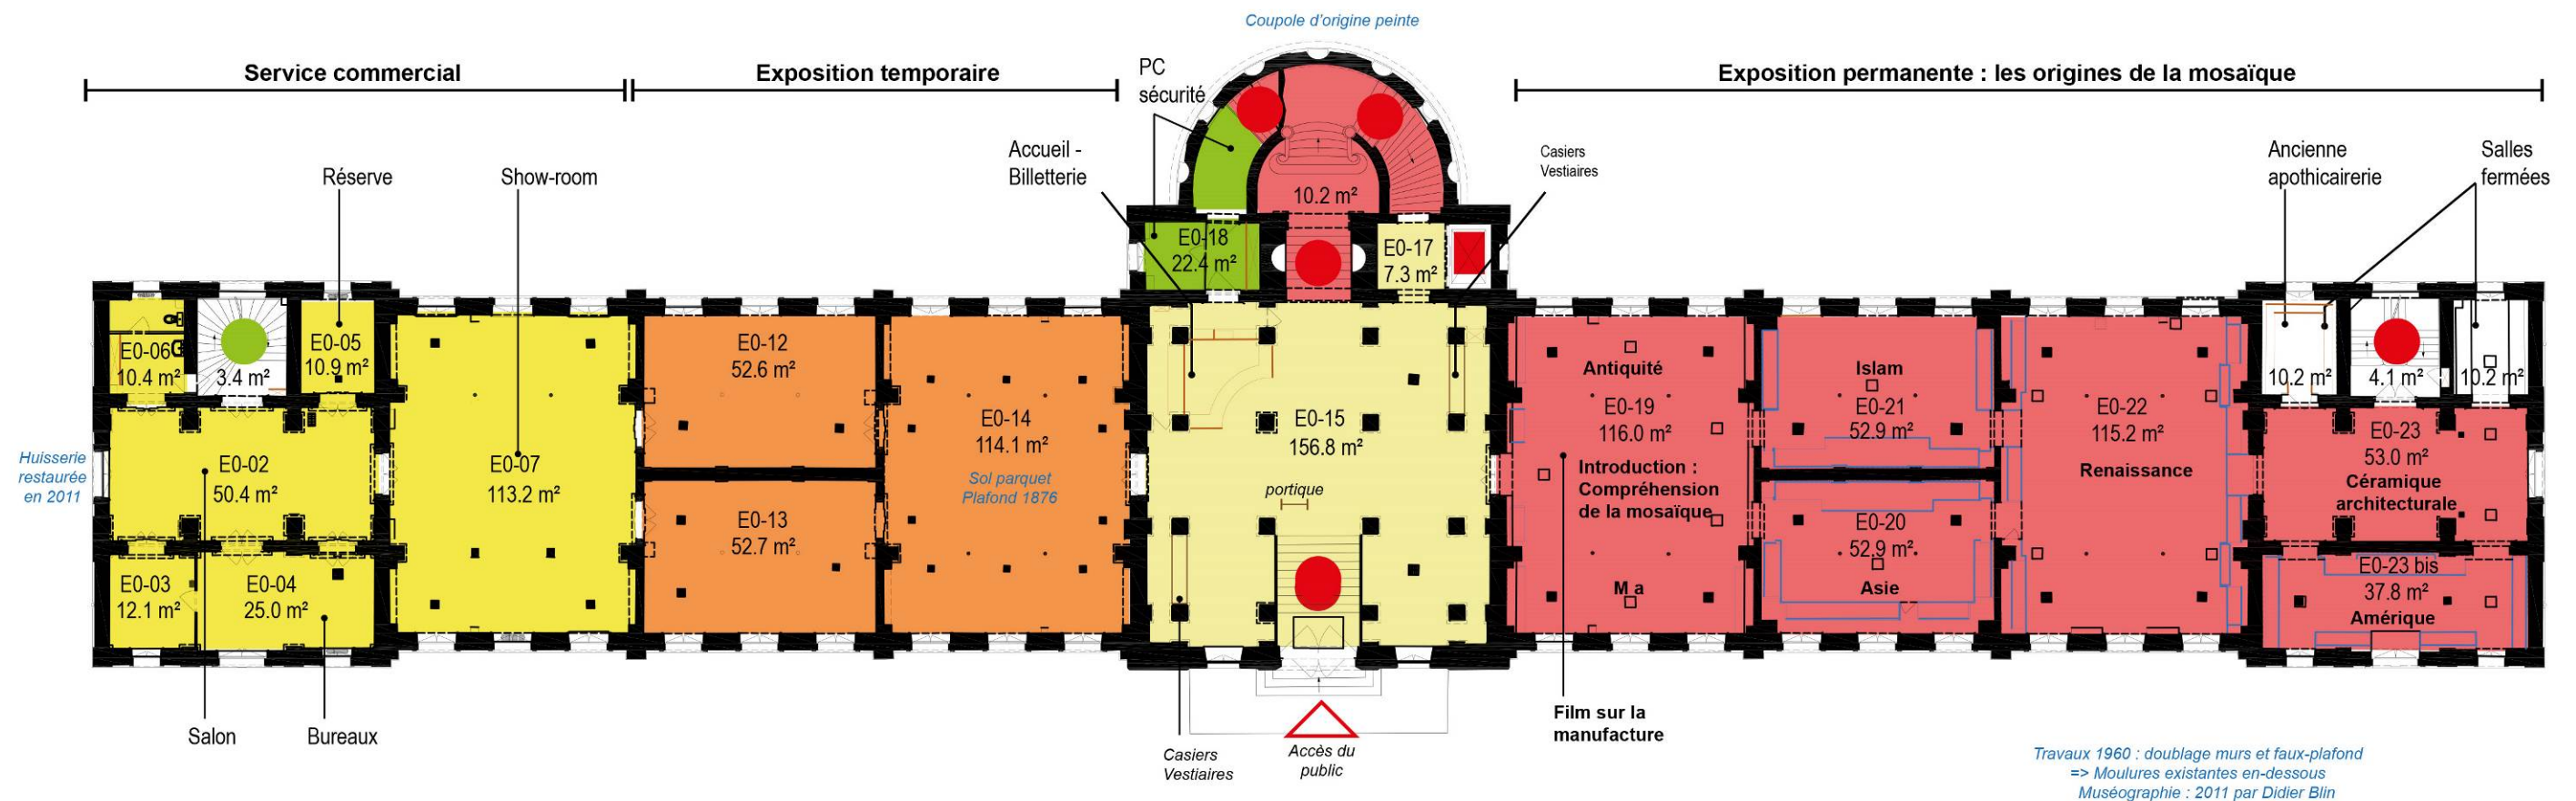 Coupole d'origine peinte
Service commercial
Exposition temporaire
PC
sécurité
Exposition permanente : les origines de la mosaïque
Réserve
Show-room
Accueil -
Billetterie
Casiers
Vestiaires
Ancienne
apothicairerie
Salles
fermées
10.2 m²
E0-18
22.4 m²
E0-17
7.3 m²
E0-06
10.4 m²
3.4 m²
E0-05
10.9 m²
E0-02
50.4 m²
E0-03
12.1 m²
E0-04
25.0 m²
E0-07
113.2 m²
E0-12
52.6 m²
E0-13
52.7 m²
E0-14
114.1 m²
Sol parquet
Plafond 1876
E0-15
156.8 m²
portique
Antiquité
E0-19
116.0 m²
Introduction :
Compréhension
de la mosaïque
M a
Islam
E0-21
52.9 m²
E0-20
52.9 m²
Asie
E0-22
115.2 m²
Renaissance
10.2 m²
4.1 m²
10.2 m²
E0-23
53.0 m²
Céramique
architecturale
E0-23 bis
37.8 m²
Amérique
Huisserie
restaurée
en 2011
Salon
Bureaux
Casiers
Vestiaires
Accès du
public
Film sur la
manufacture
Travaux 1960 : doublage murs et faux-plafond
=> Moulures existantes en-dessous
Muséographie : 2011 par Didier Blin